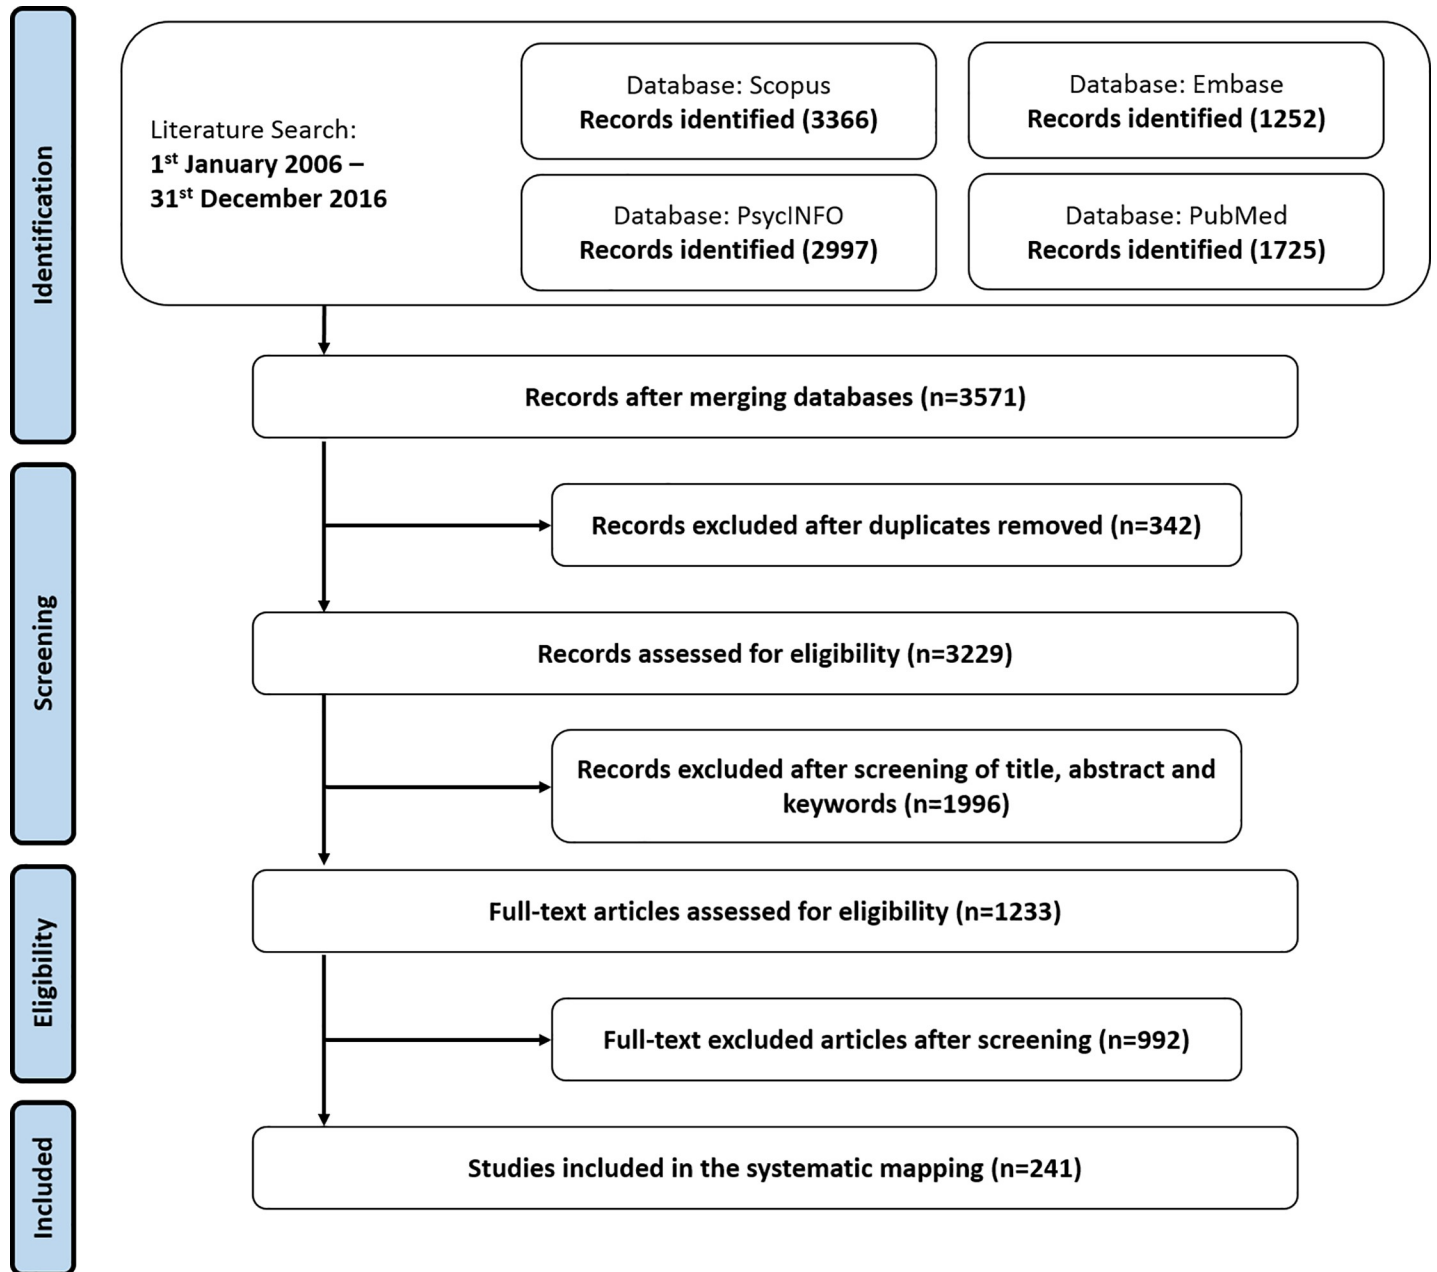 Identification
Literature Search:
1st January 2006 –
31st December 2016
Database: Scopus
Records identified (3366)
Database: Embase
Records identified (1252)
Database: PsycINFO
Records identified (2997)
Database: PubMed
Records identified (1725)
Records after merging databases (n=3571)
Screening
Records excluded after duplicates removed (n=342)
Records assessed for eligibility (n=3229)
Records excluded after screening of title, abstract and
keywords (n=1996)
Eligibility
Full-text articles assessed for eligibility (n=1233)
Full-text excluded articles after screening (n=992)
Included
Studies included in the systematic mapping (n=241)